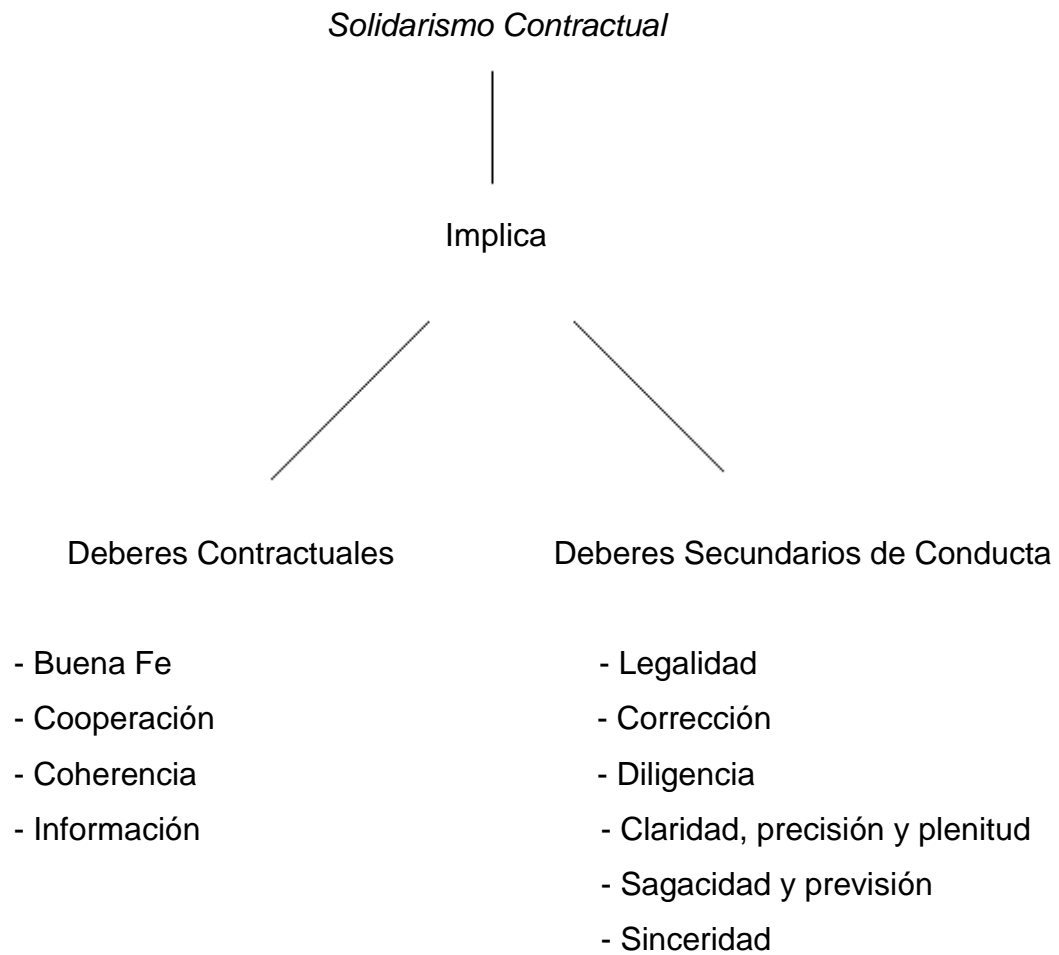 Solidarismo Contractual
Implica
Deberes Contractuales
- Buena Fe
- Cooperación
- Coherencia
- Información
Deberes Secundarios de Conducta
- Legalidad
- Corrección
- Diligencia
- Claridad, precisión y plenitud
- Sagacidad y previsión
- Sinceridad